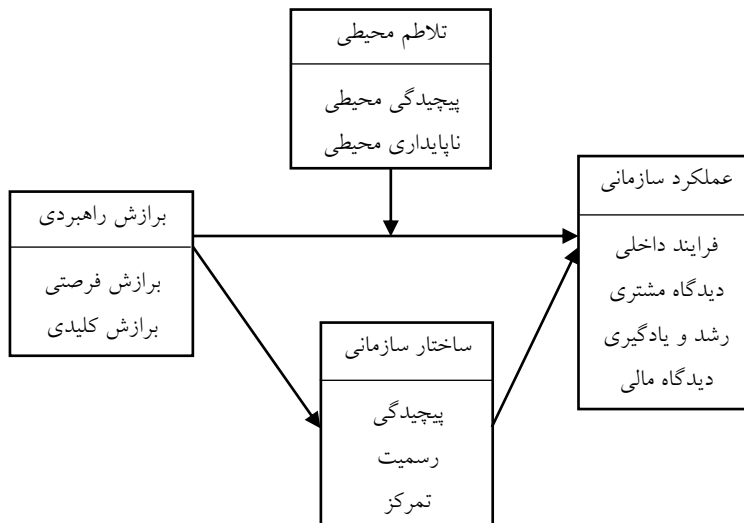 تلاطم محیطی
پیچیدگی محیطی
ناپایداری محیطی
عملکرد سازمانی
فرایند داخلی
دیدگاه مشتری
رشد و یادگیری
دیدگاه مالی
برازش راهبردی
برازش فرصتی
برازش کلیدی
ساختار سازمانی
پیچیدگی
رسمیت
تمرکز